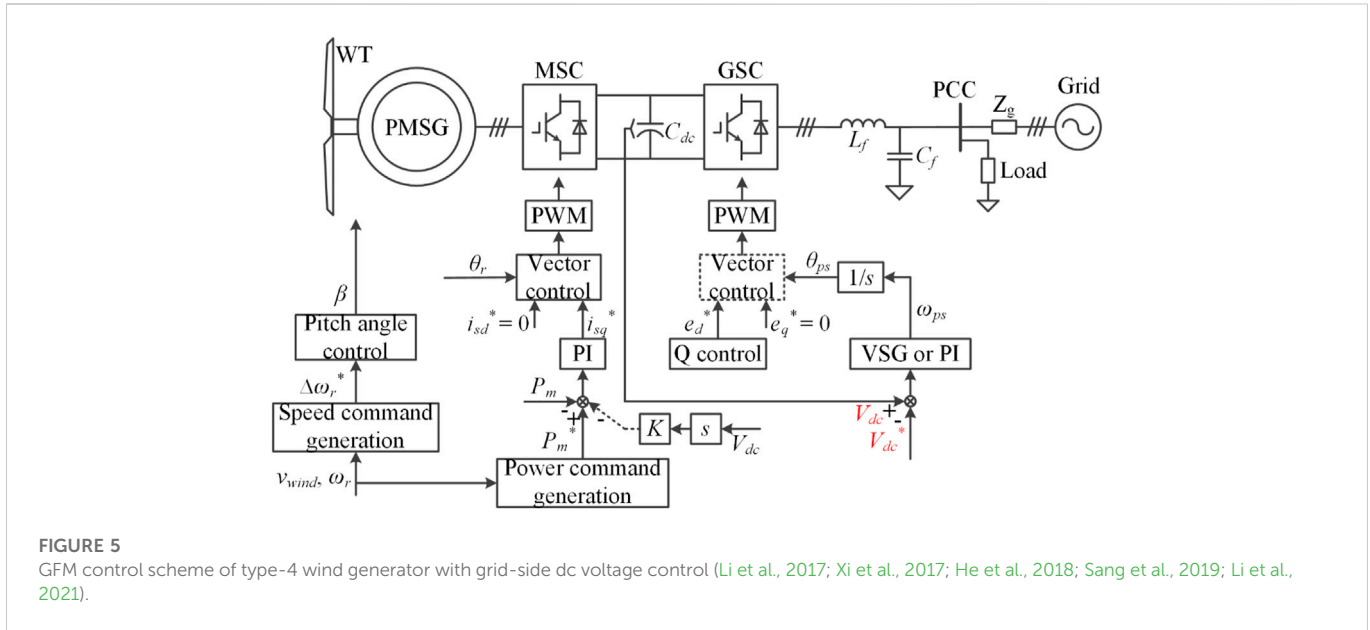 WT
MSC
GSC
PCC
Grid
Z_g
PMSG
C_dc
L_f
C_f
Load
PWM
PWM
θ_r
Vector
control
Vector
control
θ_ps
1/s
β
i_sd* = 0
i_sq*
e_d*
e_q* = 0
ω_ps
Pitch angle
control
PI
Q control
VSG or PI
Δω_r*
P_m
-
+
-
V_dc
+
-
V_dc*
Speed command
generation
K
s
V_dc
P_m*
v_wind, ω_r
Power command
generation
FIGURE 5
GFM control scheme of type-4 wind generator with grid-side dc voltage control (Li et al., 2017; Xi et al., 2017; He et al., 2018; Sang et al., 2019; Li et al.,
2021).